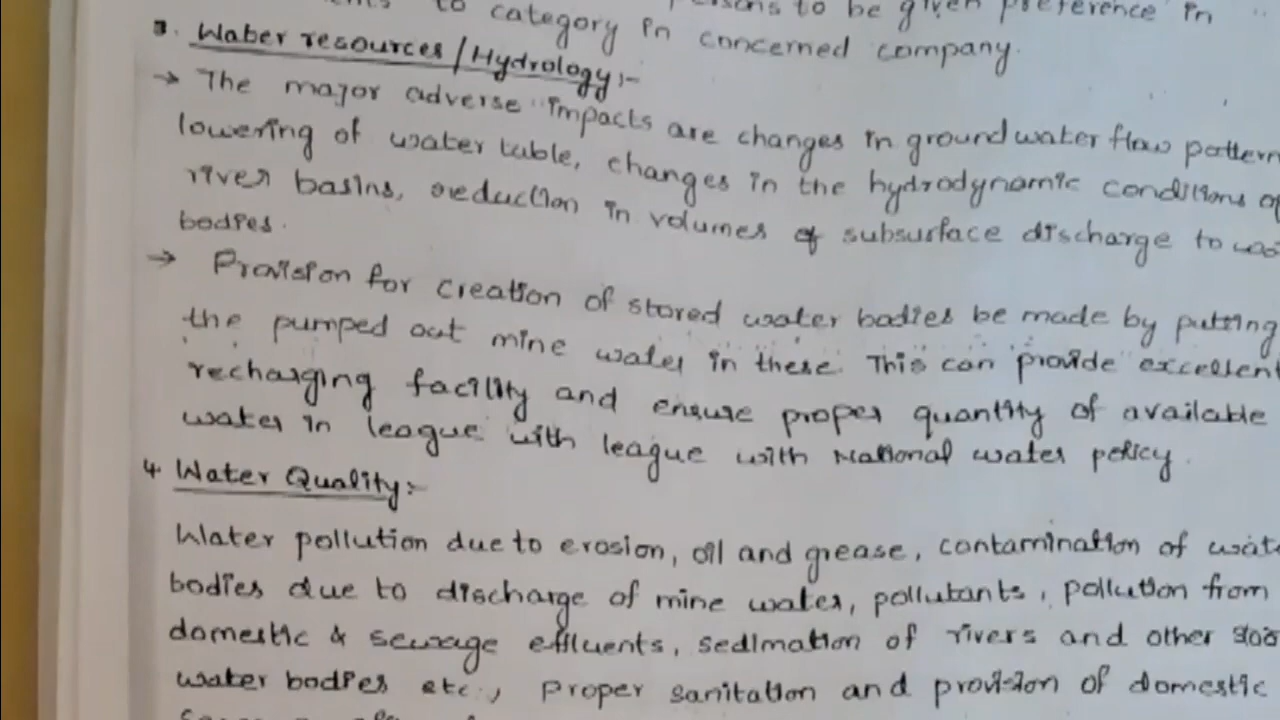 to category in concerned company.
3. Water resources / Hydrology:-
→ The major adverse impacts are changes in ground water flow pattern
lowering of water table, changes in the hydrodynamic conditions of
river basins, reduction in volumes of subsurface discharge to
bodies.
→ Provision for creation of stored water bodies be made by putting
the pumped out mine water in these. This can provide excellent
recharging facility and ensure proper quantity of available
water in league with league with National water policy.
4 Water Quality:-
Water pollution due to erosion, oil and grease, contamination of wat
bodies due to discharge of mine water, pollutants, pollution from
domestic & sewage effluents, sedimation of rivers and other
water bodies etc., proper sanitation and provision of domestic